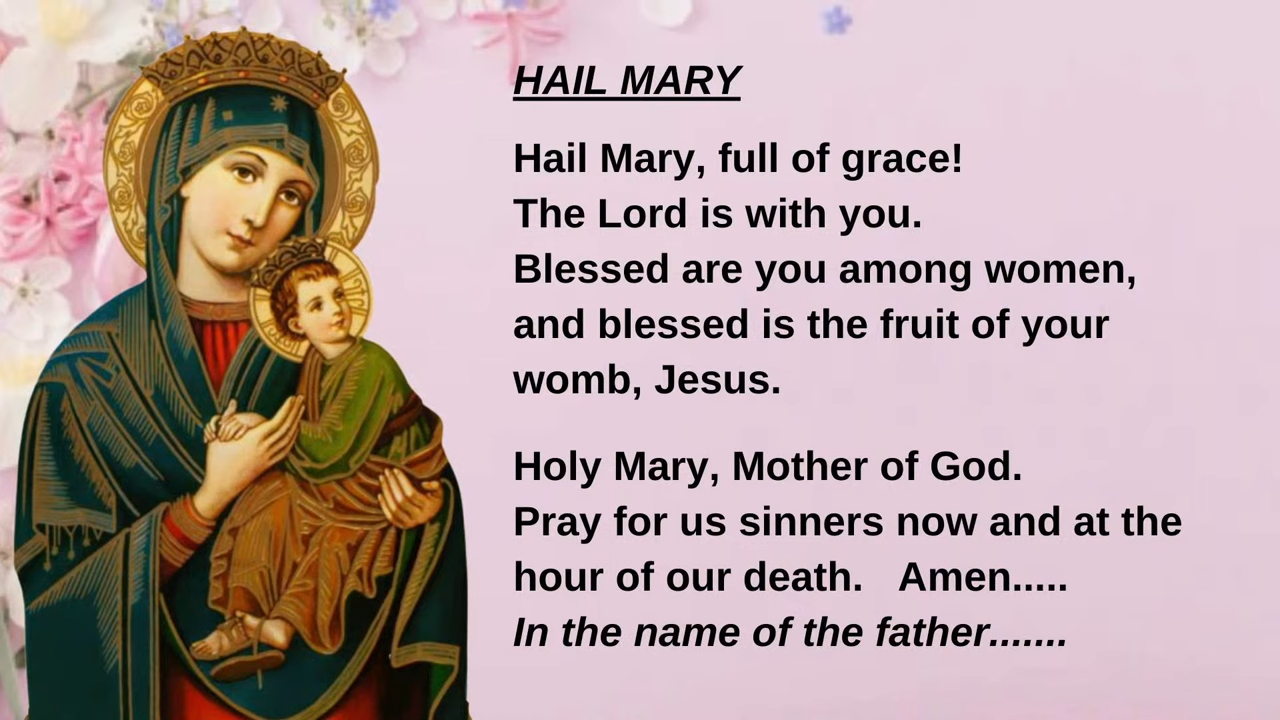 HAIL MARY
Hail Mary, full of grace!
The Lord is with you.
Blessed are you among women,
and blessed is the fruit of your
womb, Jesus.
Holy Mary, Mother of God.
Pray for us sinners now and at the
hour of our death.   Amen.....
In the name of the father.......